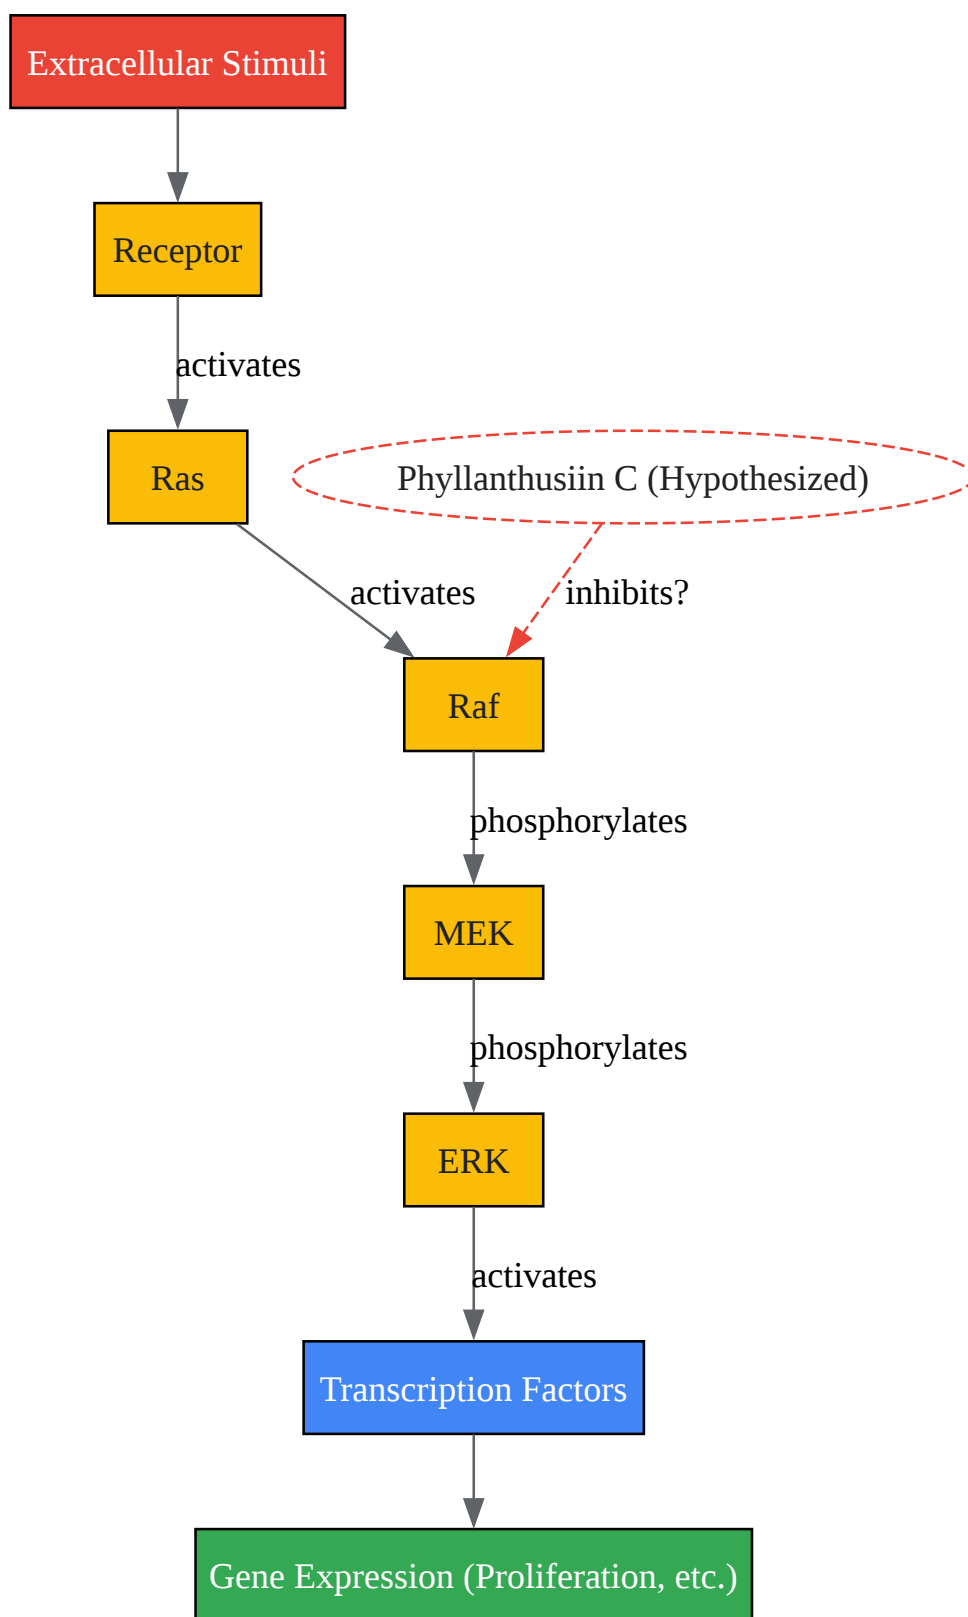 Extracellular Stimuli
Receptor
activates
Ras
Phyllanthusiin C (Hypothesized)
activates
inhibits?
Raf
phosphorylates
MEK
phosphorylates
ERK
activates
Transcription Factors
Gene Expression (Proliferation, etc.)